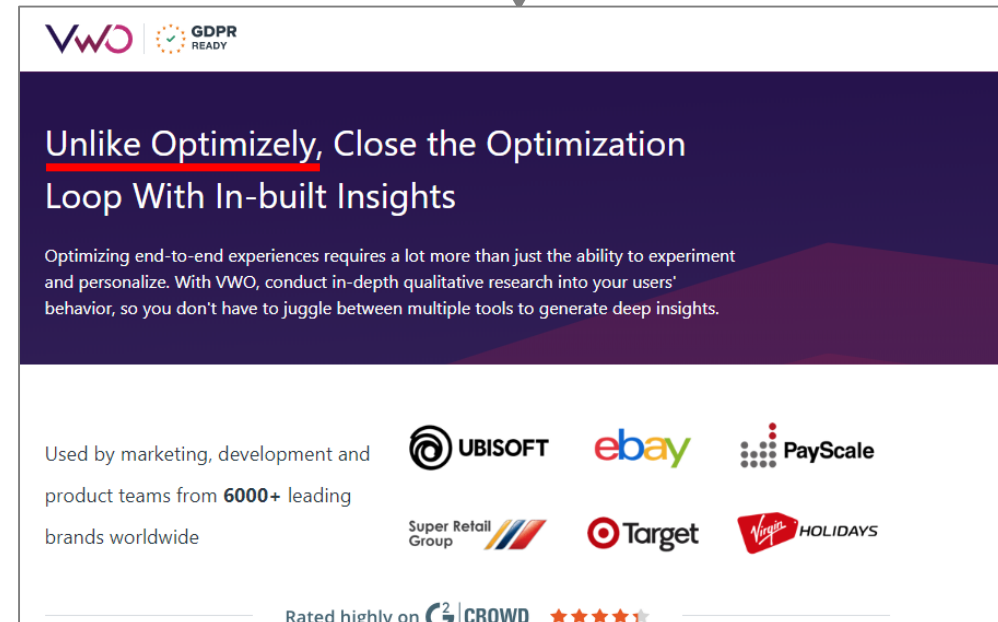 VWO GDPR
READY
Unlike Optimizely, Close the Optimization
Loop With In-built Insights
Optimizing end-to-end experiences requires a lot more than just the ability to experiment
and personalize. With VWO, conduct in-depth qualitative research into your users'
behavior, so you don't have to juggle between multiple tools to generate deep insights.
Used by marketing, development and
product teams from 6000+ leading
brands worldwide
UBISOFT ebay PayScale
Super Retail
Group
Target Virgin HOLIDAYS
Rated highly on G2 CROWD